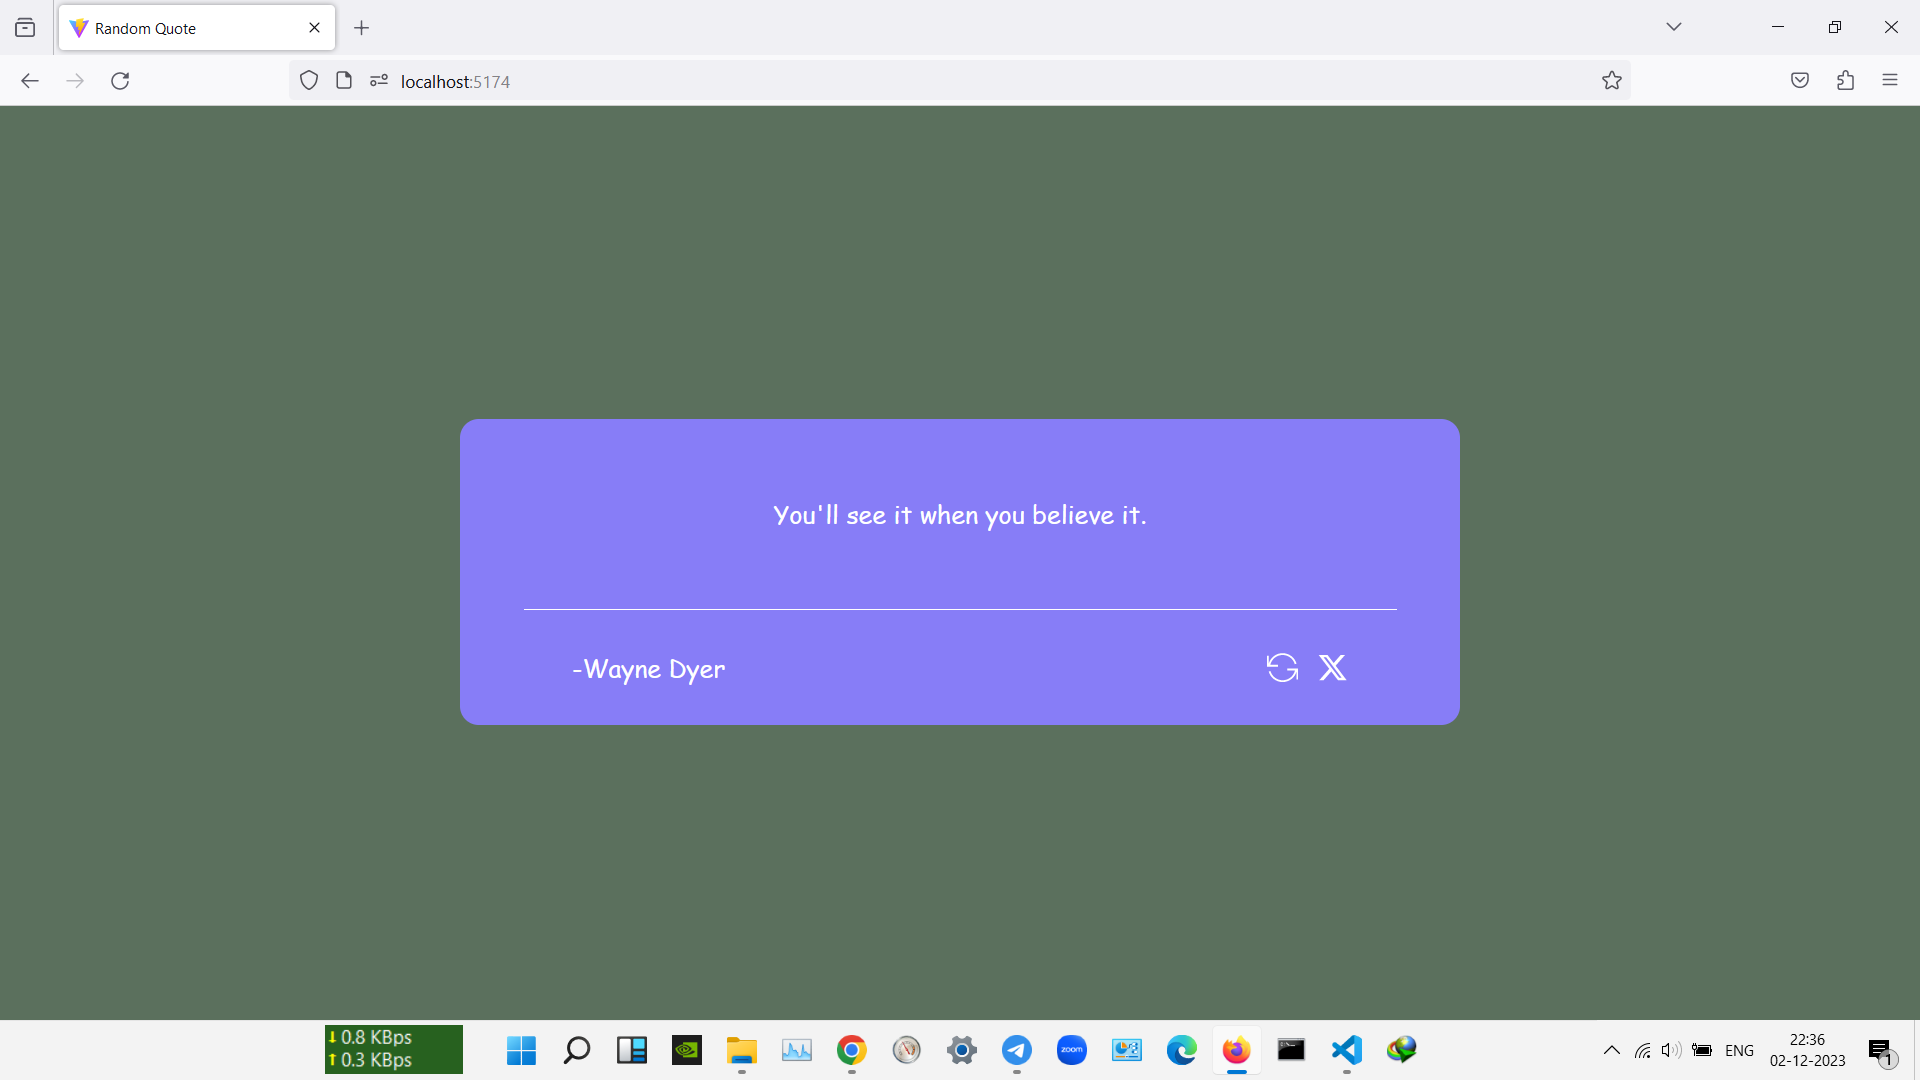 Random Quote
localhost:5174
You'll see it when you believe it.
-Wayne Dyer
0.8 KBps
0.3 KBps
zoom
ENG
22:36
02-12-2023
1